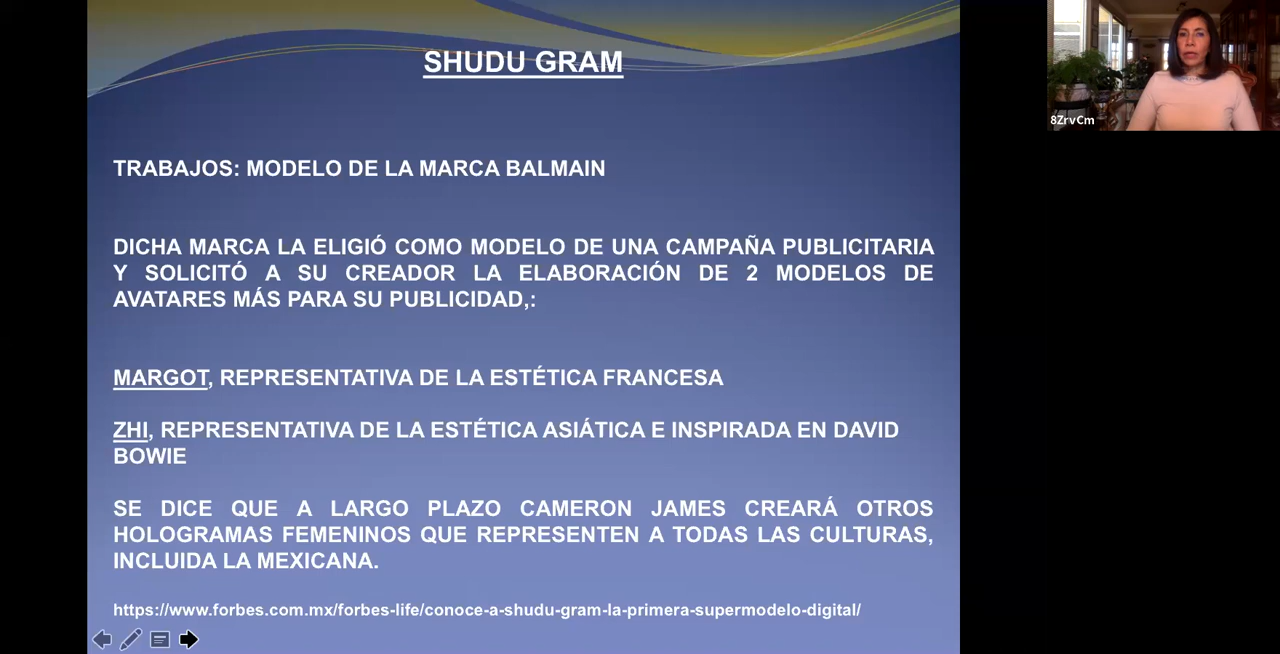 SHUDU GRAM
8ZrvCm
TRABAJOS: MODELO DE LA MARCA BALMAIN
DICHA MARCA LA ELIGIÓ COMO MODELO DE UNA CAMPAÑA PUBLICITARIA
Y SOLICITÓ A SU CREADOR LA ELABORACIÓN DE 2 MODELOS DE
AVATARES MÁS PARA SU PUBLICIDAD,:
MARGOT, REPRESENTATIVA DE LA ESTÉTICA FRANCESA
ZHI, REPRESENTATIVA DE LA ESTÉTICA ASIÁTICA E INSPIRADA EN DAVID
BOWIE
SE DICE QUE A LARGO PLAZO CAMERON JAMES CREARÁ OTROS
HOLOGRAMAS FEMENINOS QUE REPRESENTEN A TODAS LAS CULTURAS,
INCLUIDA LA MEXICANA.
https://www.forbes.com.mx/forbes-life/conoce-a-shudu-gram-la-primera-supermodelo-digital/